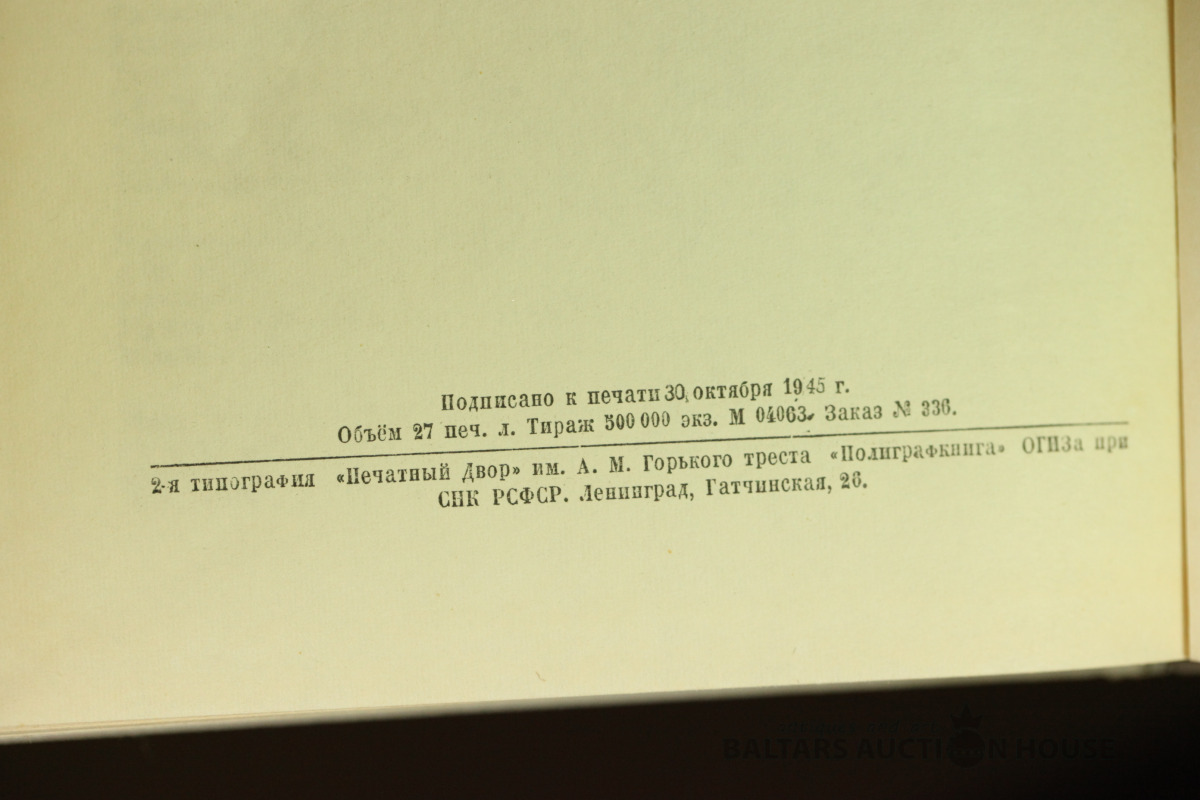 Подписано к печати 30 октября 1945 г.
Объём 27 печ. л. Тираж 500 000 экз. М 04063. Заказ № 336.
2-я типография «Печатный Двор» им. А. М. Горького треста «Полиграфкнига» ОГИЗа при
СНК РСФСР. Ленинград, Гатчинская, 26.
BALTARS AUCTION HOUSE